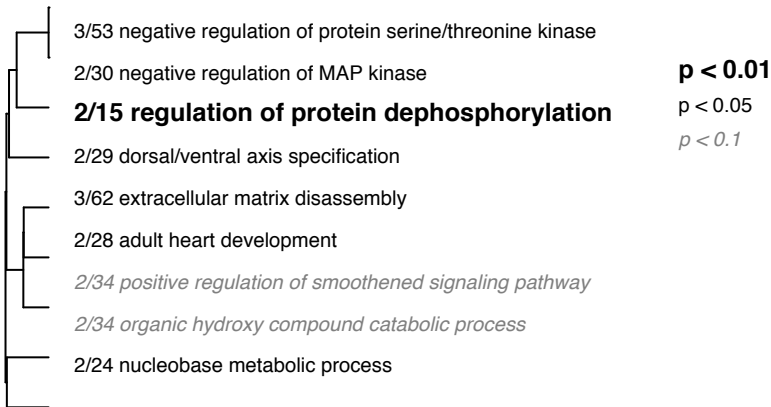 3/53 negative regulation of protein serine/threonine kinase
2/30 negative regulation of MAP kinase
2/15 regulation of protein dephosphorylation
2/29 dorsal/ventral axis specification
3/62 extracellular matrix disassembly
2/28 adult heart development
2/34 positive regulation of smoothened signaling pathway
2/34 organic hydroxy compound catabolic process
2/24 nucleobase metabolic process
p < 0.01
p < 0.05
p < 0.1